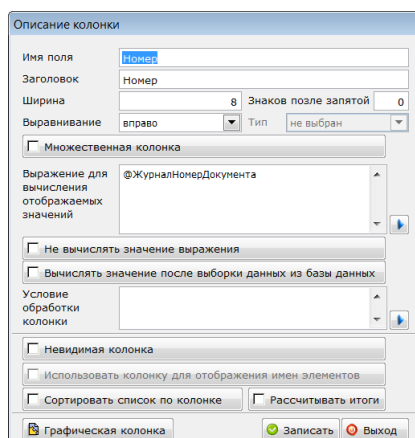 Описание колонки
Имя поля Номер
Заголовок Номер
Ширина 8 Знаков позле запятой 0
Выравнивание вправо Тип не выбран
Множественная колонка
Выражение для @ЖурналНомерДокумента
вычисления
отображаемых
значений
Не вычислять значение выражения
Вычислять значение после выборки данных из базы данных
Условие
обработки
колонки
Невидимая колонка
Использовать колонку для отображения имен элементов
Сортировать список по колонке Рассчитывать итоги
Графическая колонка Записать Выход